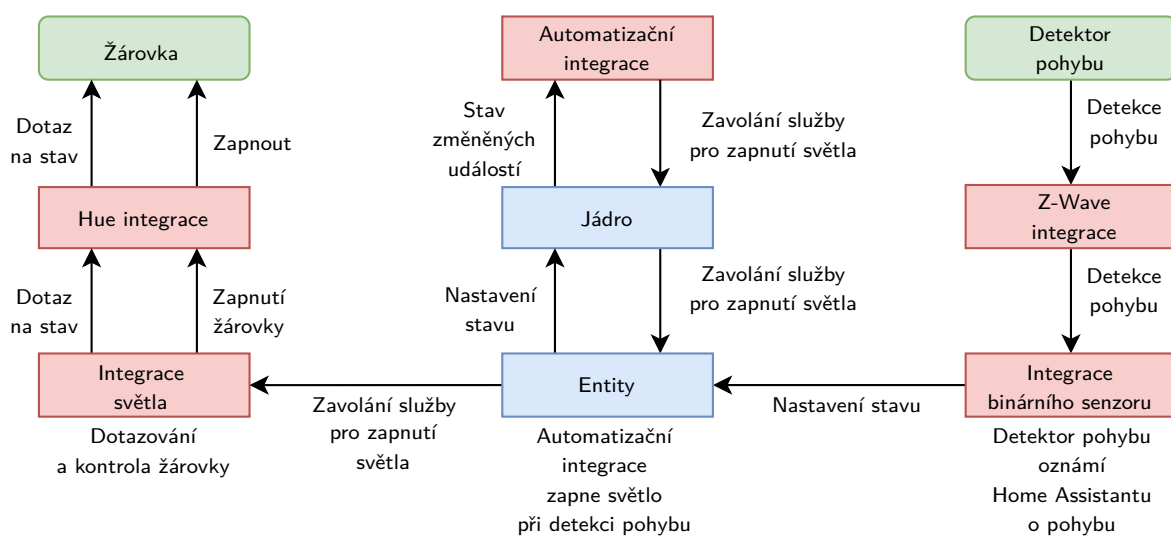 Žárovka
Automatizační
integrace
Detektor
pohybu
Dotaz
na stav
Zapnout
Stav
změněných
událostí
Zavolání služby
pro zapnutí světla
Detekce
pohybu
Hue integrace
Jádro
Z-Wave
integrace
Dotaz
na stav
Zapnutí
žárovky
Nastavení
stavu
Zavolání služby
pro zapnutí světla
Detekce
pohybu
Integrace
světla
Entity
Integrace
binárního senzoru
Zavolání služby
pro zapnutí
světla
Nastavení stavu
Dotazování
a kontrola žárovky
Automatizační
integrace
zapne světlo
při detekci pohybu
Detektor pohybu
oznámí
Home Assistantu
o pohybu